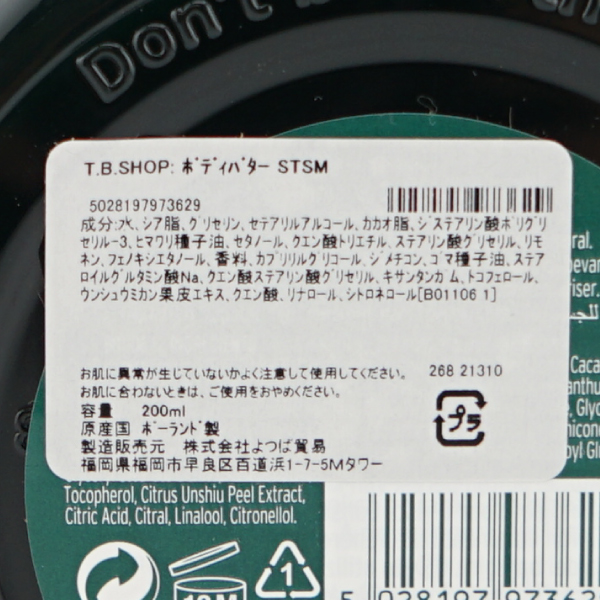 Don't
T.B.SHOP: ﾎﾞﾃﾞｨﾊﾞﾀｰ STSM
5028197973629
成分:水､ｼｱ脂､ｸﾞﾘｾﾘﾝ､ｾﾃｱﾘﾙｱﾙｺｰﾙ､ｶｶｵ脂､ｼﾞｽﾃｱﾘﾝ酸ﾎﾟﾘｸﾞﾘ
ｾﾘﾙ-3､ﾋﾏﾜﾘ種子油､ｾﾀﾉｰﾙ､ｸｴﾝ酸ﾄﾘｴﾁﾙ､ｽﾃｱﾘﾝ酸ｸﾞﾘｾﾘﾙ､ﾘﾓ
ﾈﾝ､ﾌｪﾉｷｼｴﾀﾉｰﾙ､香料､ｶﾌﾟﾘﾘﾙｸﾞﾘｺｰﾙ､ｼﾞﾒﾁｺﾝ､ｺﾞﾏ種子油､ｽﾃｱ
ﾛｲﾙｸﾞﾙﾀﾐﾝ酸Na､ｸｴﾝ酸ｽﾃｱﾘﾝ酸ｸﾞﾘｾﾘﾙ､ｷｻﾝﾀﾝｶﾞﾑ､ﾄｺﾌｪﾛｰﾙ､
ｳﾝｼｭｳﾐｶﾝ果皮ｴｷｽ､ｸｴﾝ酸､ﾘﾅﾛｰﾙ､ｼﾄﾛﾈﾛｰﾙ[B01106 1]
お肌に異常が生じていないかよく注意して使用してください。 268 21310
お肌に合わないときは、ご使用をおやめください。
容量 200ml
原産国 ﾎﾟｰﾗﾝﾄﾞ製
製造販売元 株式会社よつば貿易
福岡県福岡市早良区百道浜1-7-5Mタワー
プラ
Tocopherol, Citrus Unshiu Peel Extract,
Citric Acid, Citral, Linalool, Citronellol.
1